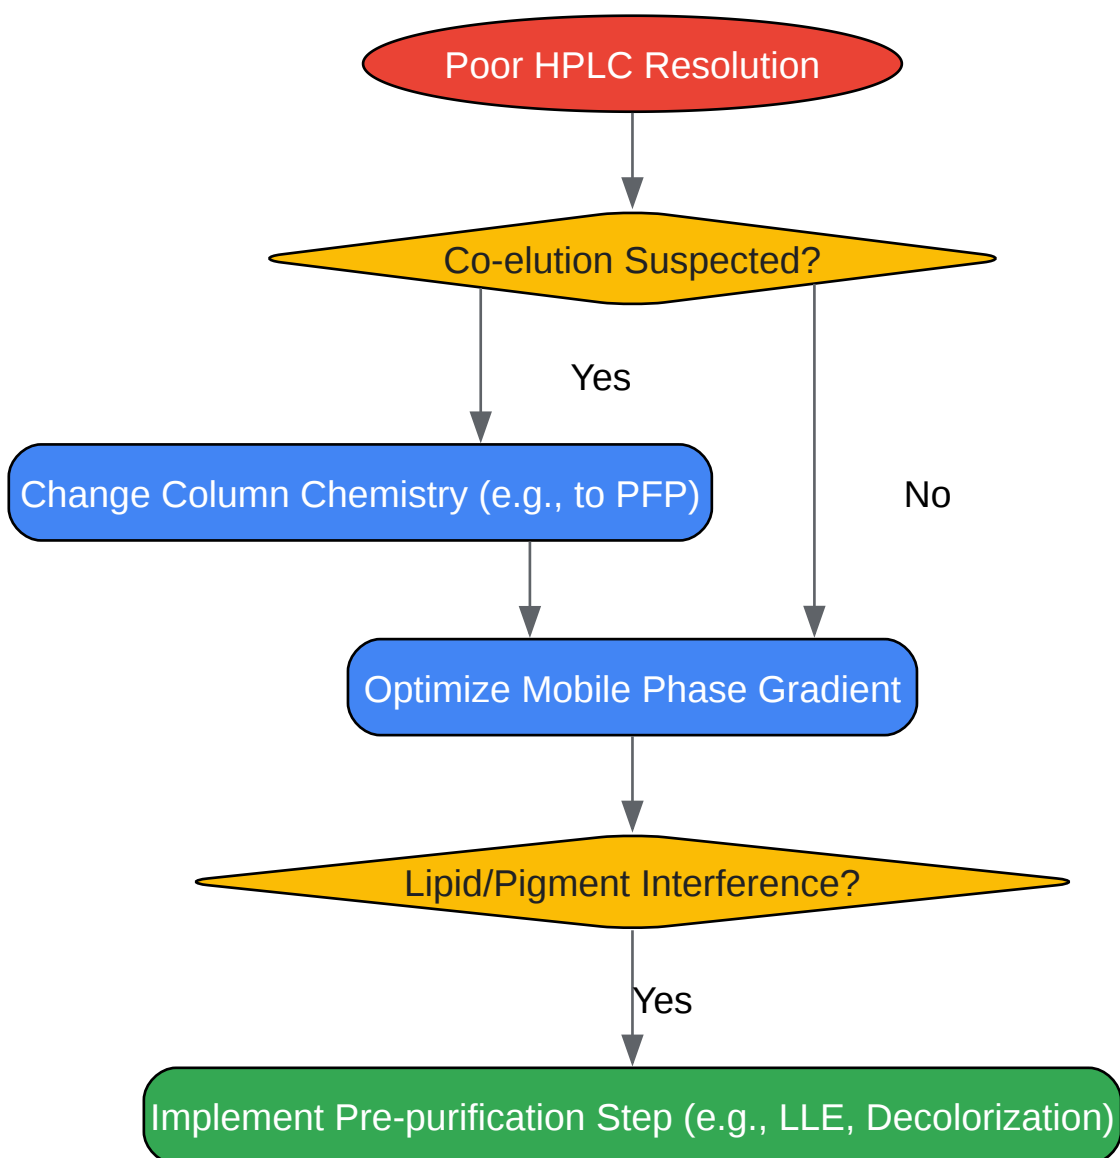 Poor HPLC Resolution
Co-elution Suspected?
Yes
Change Column Chemistry (e.g., to PFP)
No
Optimize Mobile Phase Gradient
Lipid/Pigment Interference?
Yes
Implement Pre-purification Step (e.g., LLE, Decolorization)